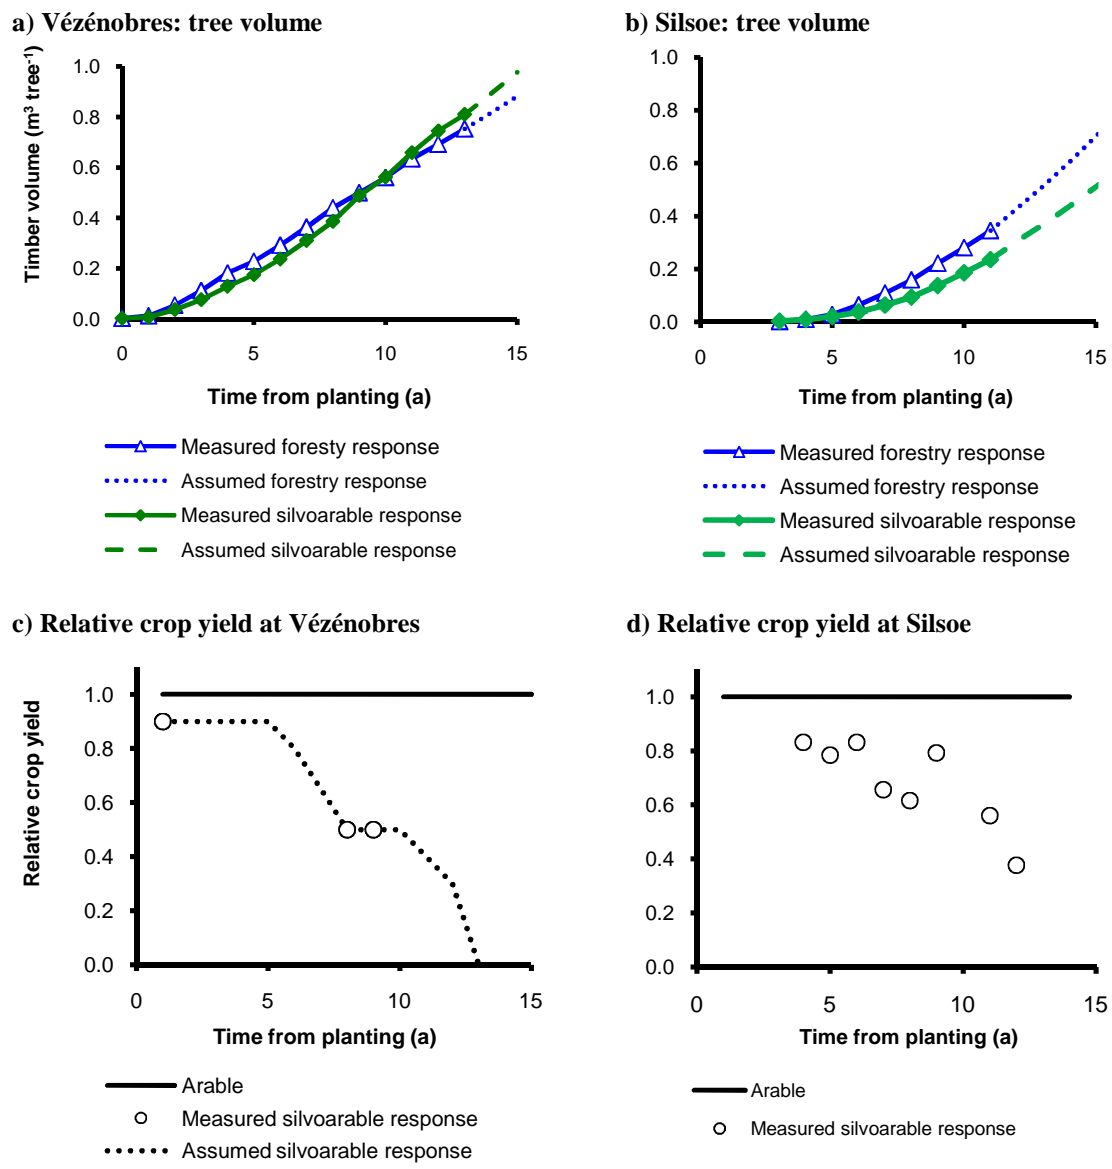 a) Vézénobres: tree volume
Timber volume (m³ tree⁻¹)
1.0
0.8
0.6
0.4
0.2
0.0
0
5
10
15
Time from planting (a)
Measured foresty response
Assumed forestry response
Measured silvoarable response
Assumed silvoarable response
b) Silsoe: tree volume
1.0
0.8
0.6
0.4
0.2
0.0
0
5
10
15
Time from planting (a)
Measured forestry response
Assumed forestry response
Measured silvoarable response
Assumed silvoarable response
c) Relative crop yield at Vézénobres
Relative crop yield
1.0
0.8
0.6
0.4
0.2
0.0
0
5
10
15
Time from planting (a)
Arable
Measured silvoarable response
Assumed silvoarable response
d) Relative crop yield at Silsoe
1.0
0.8
0.6
0.4
0.2
0.0
0
5
10
15
Time from planting (a)
Arable
Measured silvoarable response